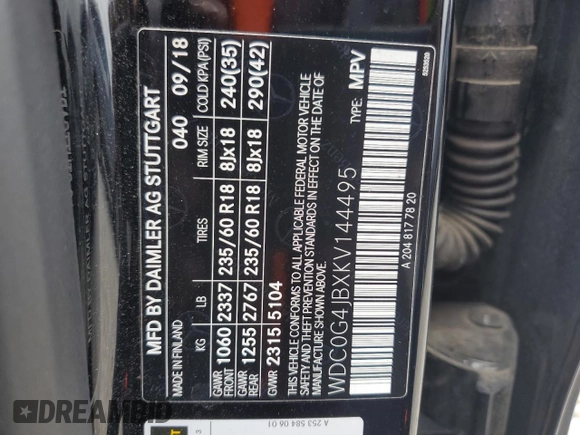 MFD BY DAIMLER AG STUTTGART
MADE IN FINLAND 040 09/18
KG LB TIRES RIM SIZE COLD KPA(PSI)
GAWR FRONT 1060 2337 235/60 R18 8Jx18 240(35)
GAWR REAR 1255 2767 235/60 R18 8Jx18 290(42)
GVWR 2315 5104
THIS VEHICLE CONFORMS TO ALL APPLICABLE FEDERAL MOTOR VEHICLE
SAFETY AND THEFT PREVENTION STANDARDS IN EFFECT ON THE DATE OF
MANUFACTURE SHOWN ABOVE.
WDC0G4JBXKV144495 TYPE: MPV
A 204 817 78 20
A 253 584 06 01
DREAMBID